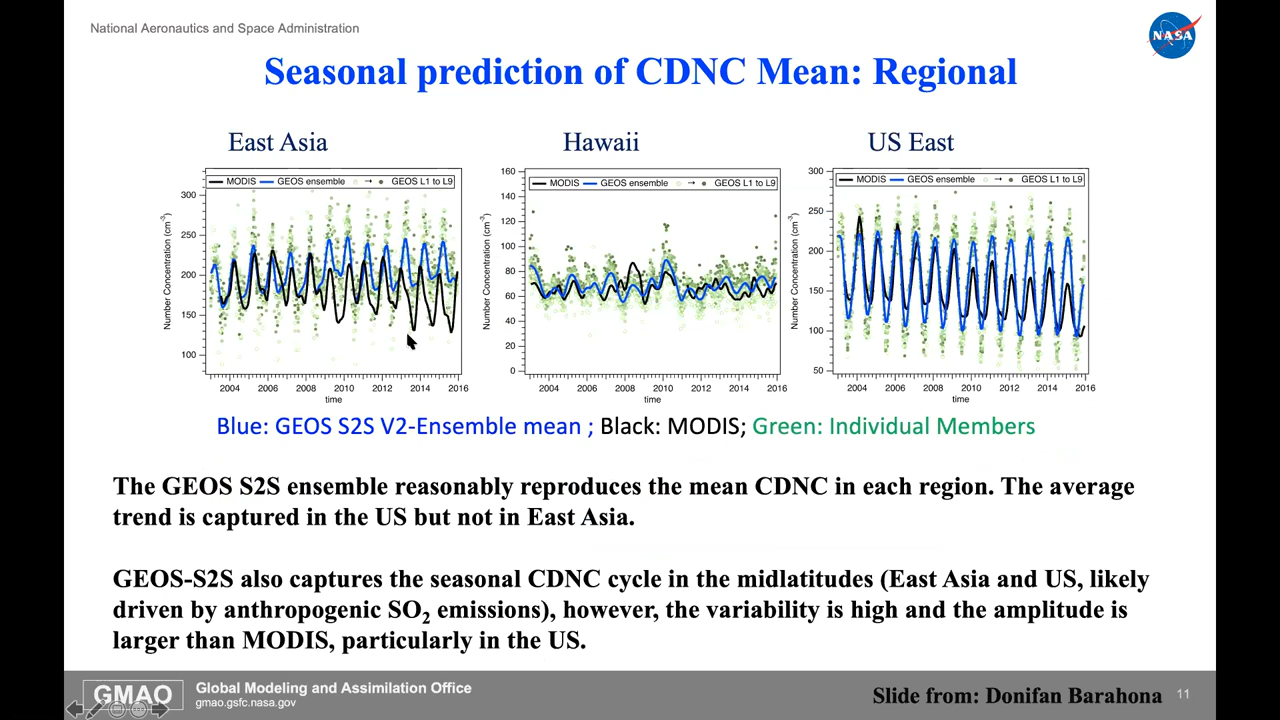 National Aeronautics and Space Administration
NASA
Seasonal prediction of CDNC Mean: Regional
East Asia
Hawaii
US East
MODIS GEOS ensemble → GEOS L1 to L9
300
250
200
150
100
Number Concentration (cm-3)
2004 2006 2008 2010 2012 2014 2016
time
MODIS GEOS ensemble → GEOS L1 to L9
160
140
120
100
80
60
40
20
0
Number Concentration (cm-3)
2004 2006 2008 2010 2012 2014 2016
time
MODIS GEOS ensemble → GEOS L1 to L9
300
250
200
150
100
50
Number Concentration (cm-3)
2004 2006 2008 2010 2012 2014 2016
time
Blue: GEOS S2S V2-Ensemble mean ; Black: MODIS; Green: Individual Members
The GEOS S2S ensemble reasonably reproduces the mean CDNC in each region. The average
trend is captured in the US but not in East Asia.
GEOS-S2S also captures the seasonal CDNC cycle in the midlatitudes (East Asia and US, likely
driven by anthropogenic SO2 emissions), however, the variability is high and the amplitude is
larger than MODIS, particularly in the US.
GMAO
Global Modeling and Assimilation Office
gmao.gsfc.nasa.gov
Slide from: Donifan Barahona
11